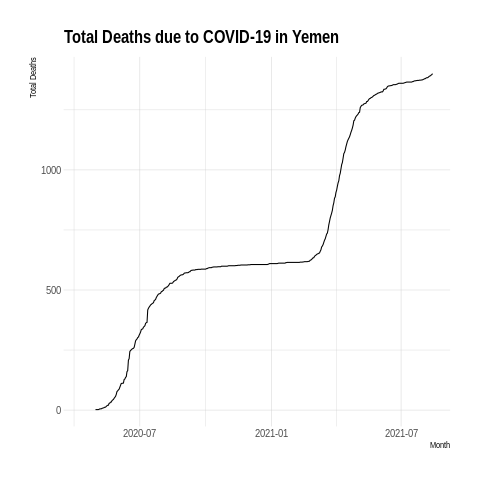 Total Deaths due to COVID-19 in Yemen
Total Deaths
1000
500
0
2020-07 2021-01 2021-07
Month